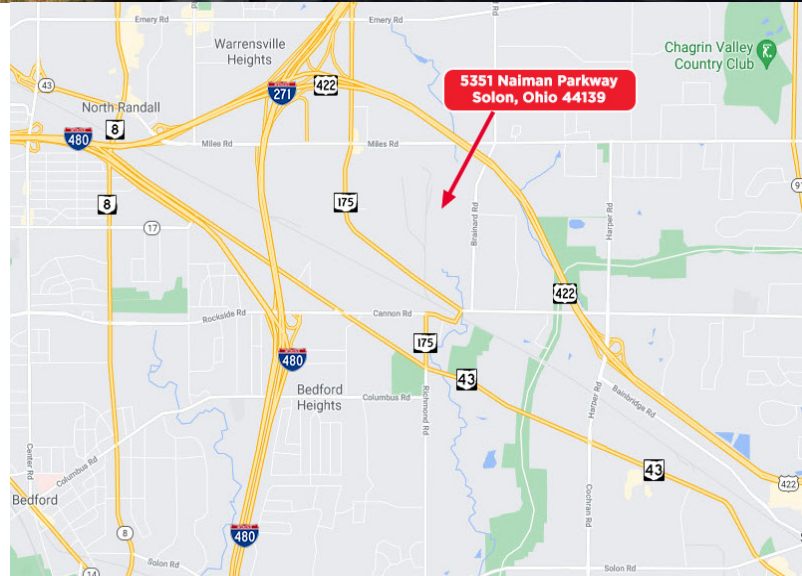 Emery Rd
Emery Rd
Warrensville
Heights
Chagrin Valley
Country Club
5351 Naiman Parkway
Solon, Ohio 44139
43
271
422
North Randall
8
480
Miles Rd
Miles Rd
91
8
175
17
Brainard Rd
Harper Rd
422
Rockside Rd
Cannon Rd
175
480
43
Bedford
Heights
Columbus Rd
Richmond Rd
Harper Rd
Bainbridge Rd
Center Rd
Columbus Rd
43
422
Bedford
Cochran Rd
8
480
Solon Rd
14
Solon Rd